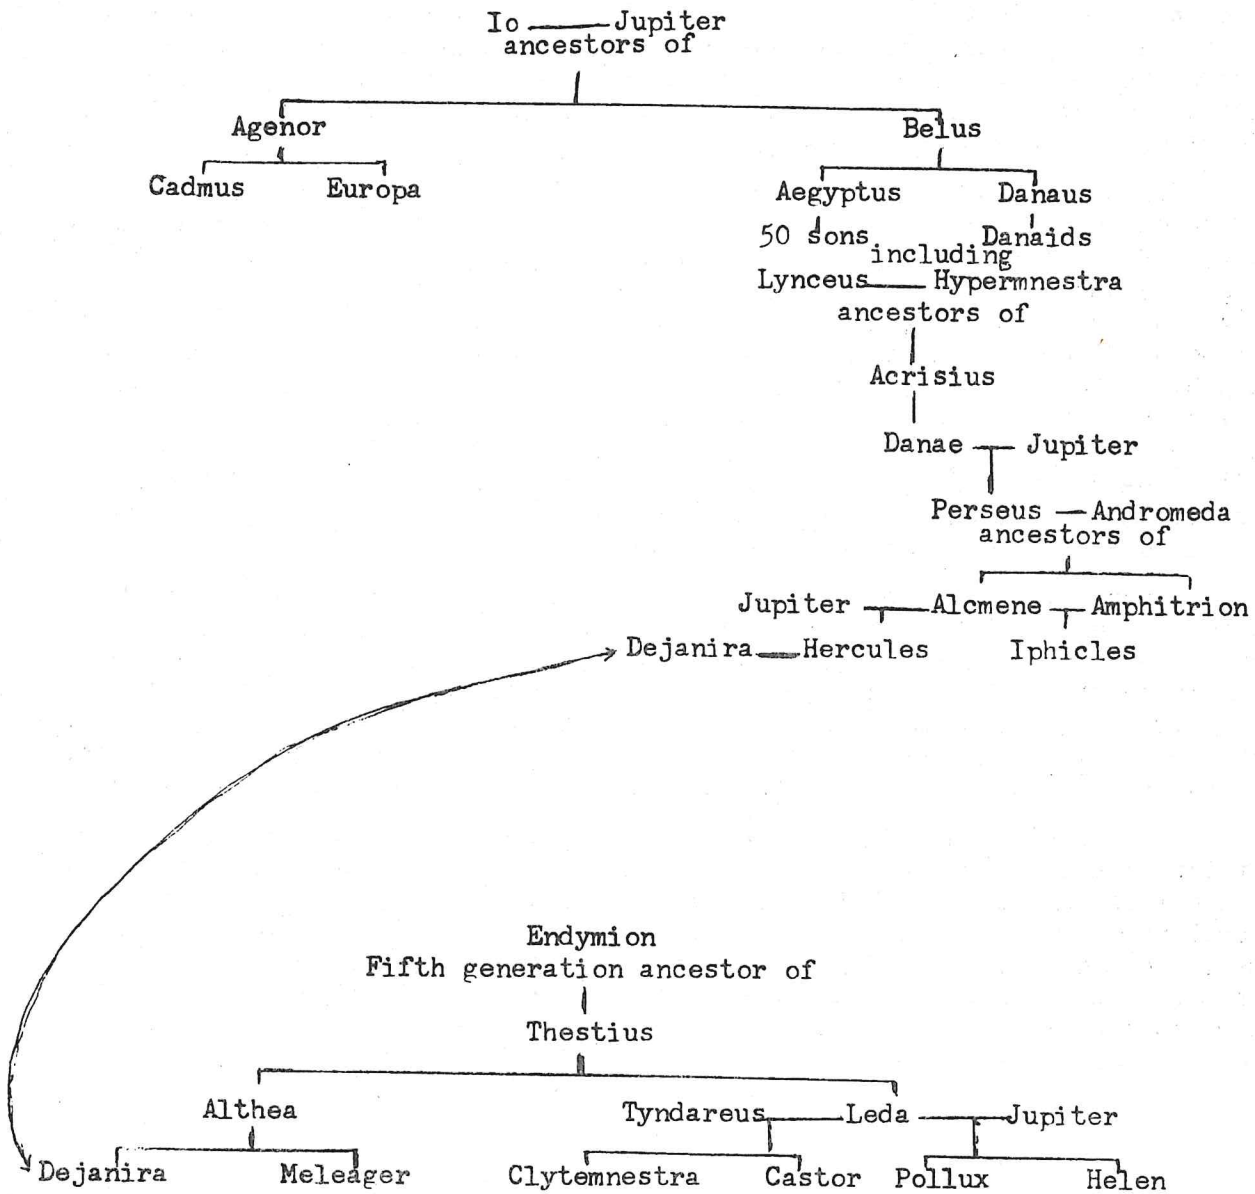 Io Jupiter
ancestors of
Agenor Belus
Cadmus Europa Aegyptus Danaus
50 sons Danaids
including
Lynceus Hypermnestra
ancestors of
Acrisius
Danae Jupiter
Perseus Andromeda
ancestors of
Jupiter Alcmene Amphitrion
Dejanira Hercules Iphicles
Endymion
Fifth generation ancestor of
Thestius
Althea Tyndareus Leda Jupiter
Dejanira Meleager Clytemnestra Castor Pollux Helen